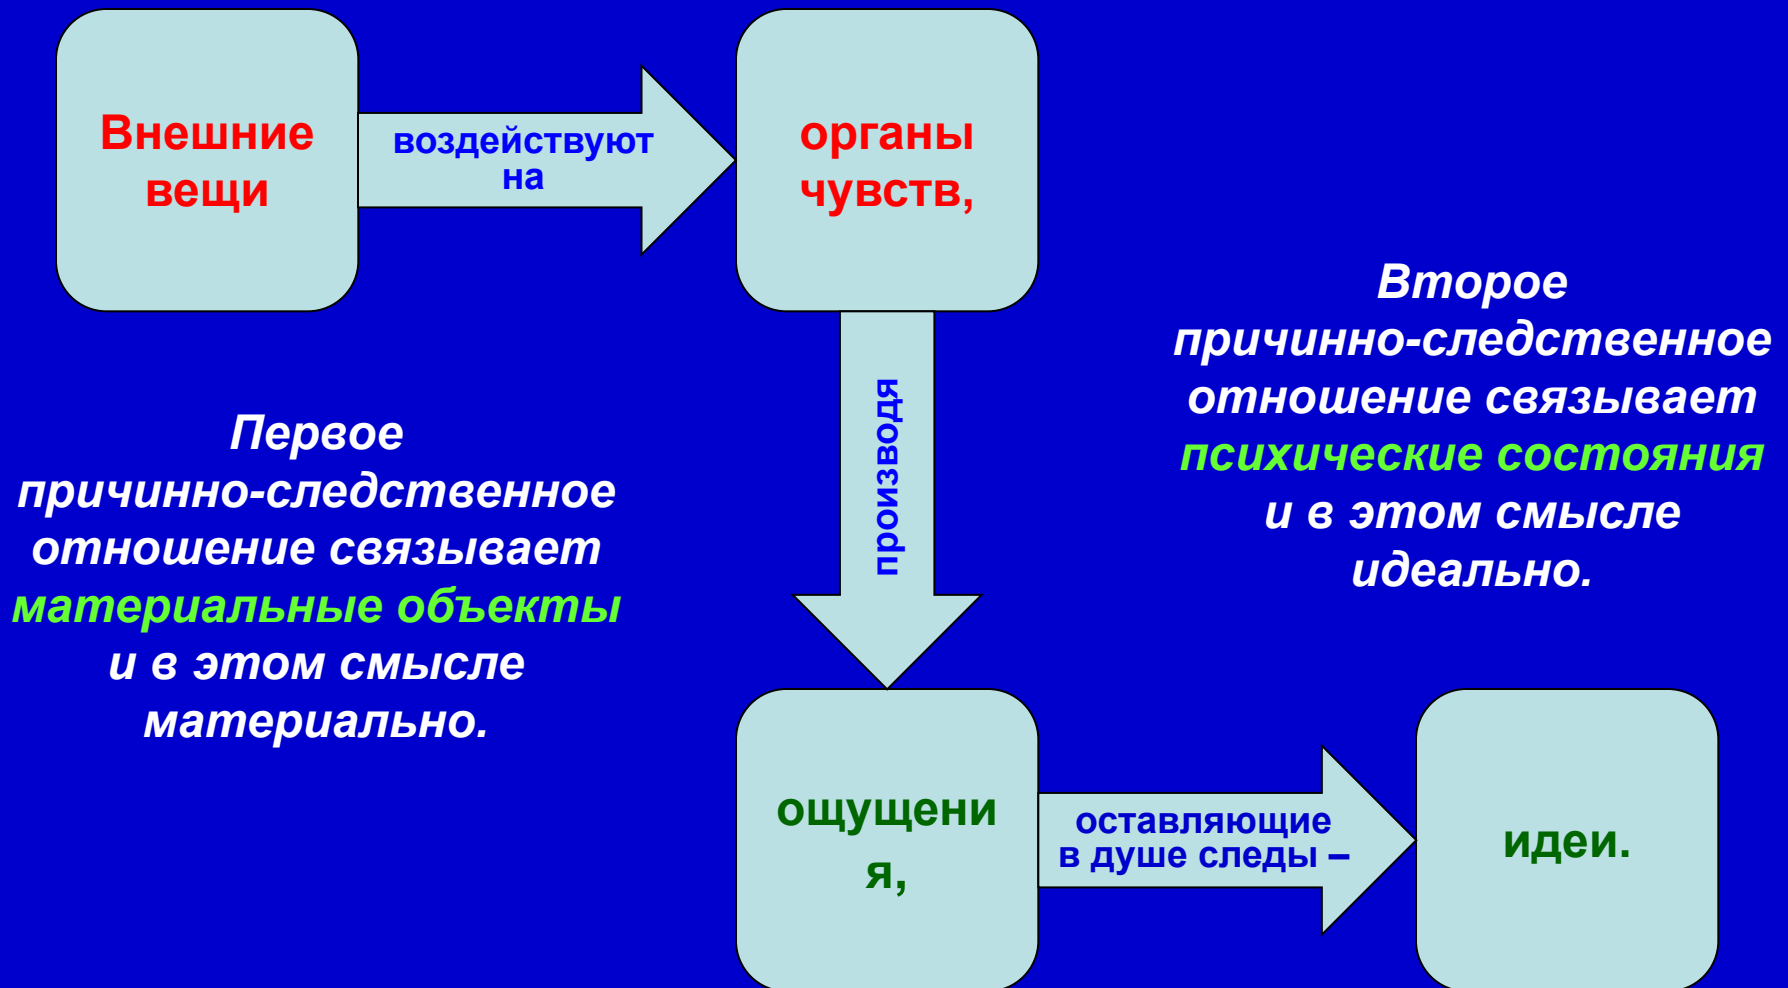 Внешние
вещи
воздействуют
на
органы
чувств,
производя
Первое
причинно-следственное
отношение связывает
материальные объекты
и в этом смысле
материально.
Второе
причинно-следственное
отношение связывает
психические состояния
и в этом смысле
идеально.
ощущени
я,
оставляющие
в душе следы –
идеи.